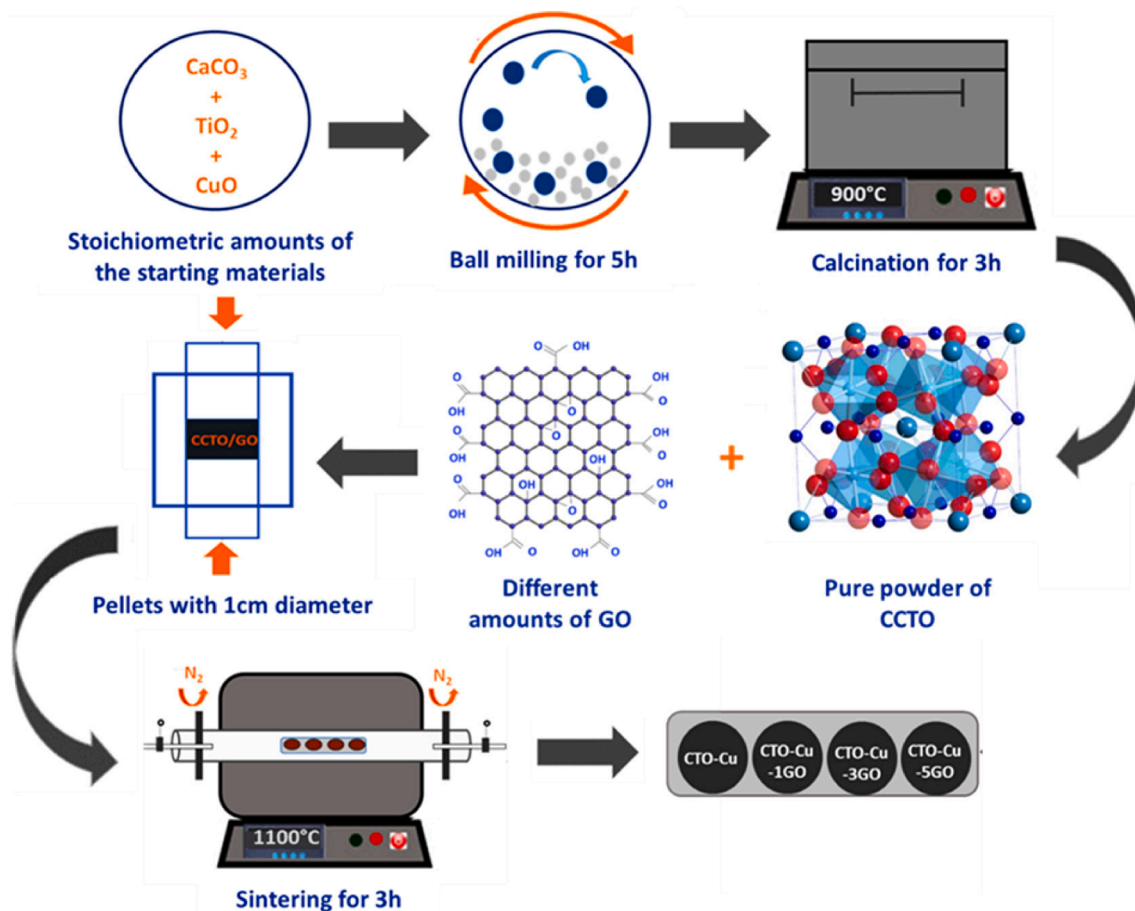 CaCO₃
+
TiO₂
+
CuO
Stoichiometric amounts of
the starting materials
Ball milling for 5h
900°C
Calcination for 3h
CCTO/GO
Pellets with 1cm diameter
O
OH
O
OH
O
OH
O
OH
O
OH
O
OH
O
OH
O
OH
O
OH
O
OH
O
O
OH
OH
O
Different
amounts of GO
+
Pure powder of
CCTO
N₂
N₂
1100°C
Sintering for 3h
CTO-Cu
CTO-Cu
-1GO
CTO-Cu
-3GO
CTO-Cu
-5GO